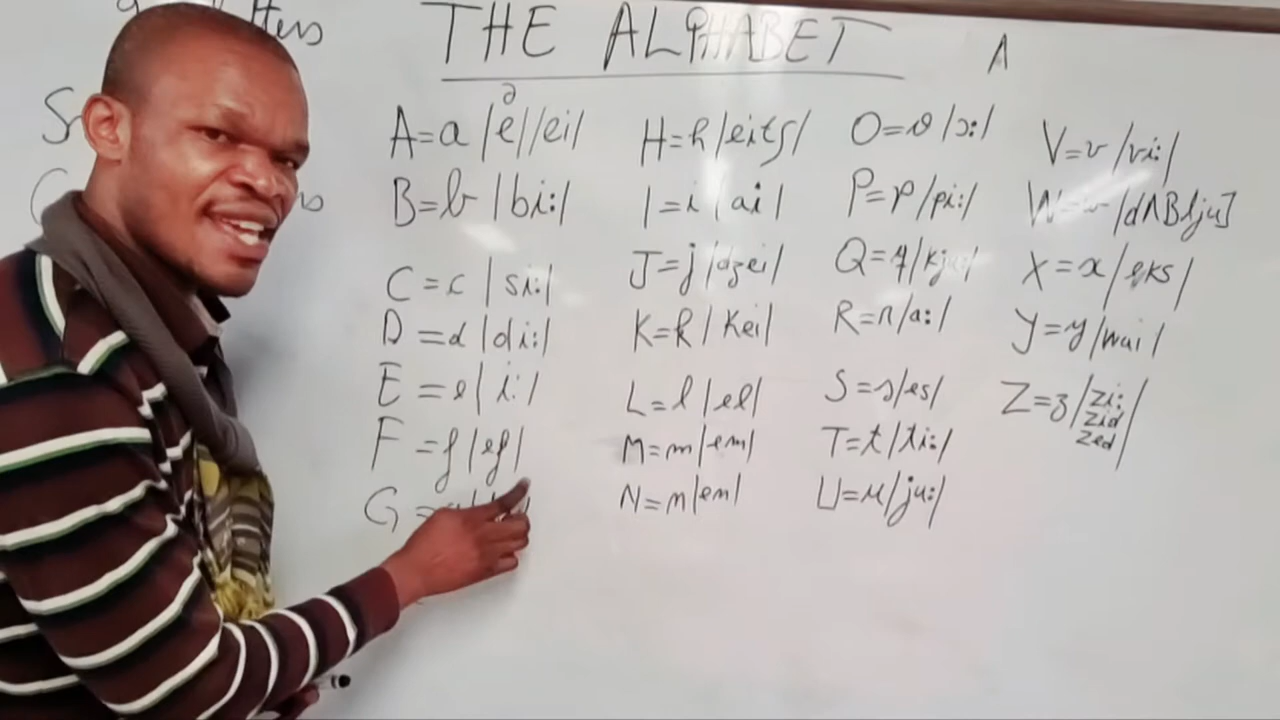 THE ALPHABET
A
A=a /e//ei/
ə
B=b /bi:/
C=c /si:/
D=d /di:/
E=e /i:/
F=f /ef/
G=
H=h /eitʃ/
I=i /ai/
J=j /dʒei/
K=k /kei/
L=l /el/
M=m /em/
N=n /en/
O=o /ɔ:/
P=p /pi:/
Q=q /kju:/
R=r /a:/
S=s /es/
T=t /ti:/
U=u /ju:/
V=v /vi:/
W=w /dʌBlju]
X=x /eks/
Y=y /wai/
Z=z /zi:
zid
zed/